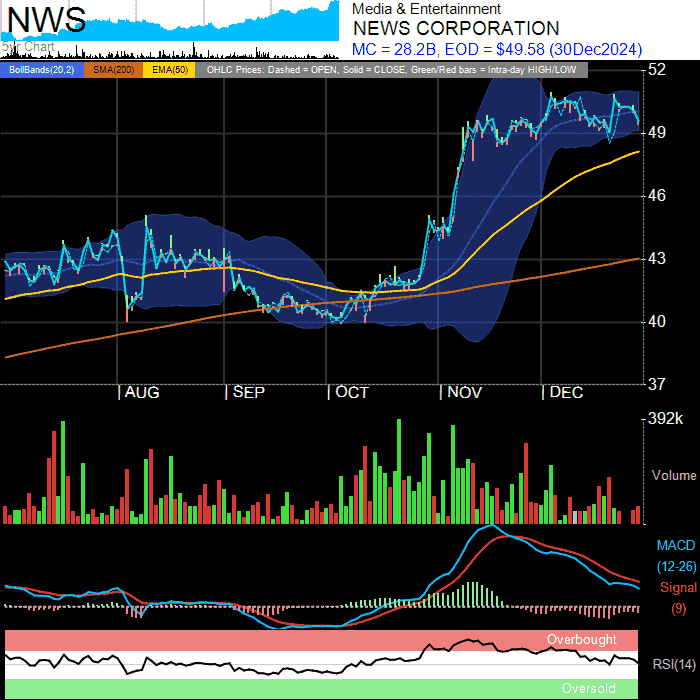 NWS
5yr Chart
Media & Entertainment
NEWS CORPORATION
MC = 28.2B, EOD = $49.58 (30Dec2024)
BollBands(20,2) SMA(200) EMA(50) OHLC Prices: Dashed = OPEN, Solid = CLOSE, Green/Red bars = Intra-day HIGH/LOW
52
49
46
43
40
37
| AUG | SEP | OCT | NOV | DEC
392k
Volume
MACD
(12-26)
Signal
(9)
Overbought
RSI(14)
Oversold